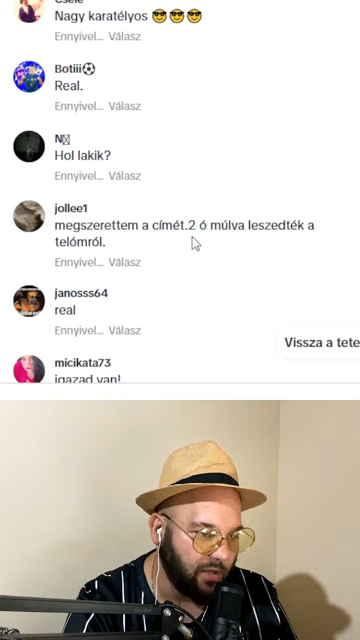 Csele
Nagy karatélyos 😎😎😎
Ennyivel... Válasz
Botiii⚽
Real.
Ennyivel... Válasz
N
Hol lakik?
Ennyivel... Válasz
jollee1
megszerettem a címét.2 ó múlva leszedték a
telómról.
Ennyivel... Válasz
janosss64
real
Ennyivel... Válasz
Vissza a tete
micikata73
igazad van!